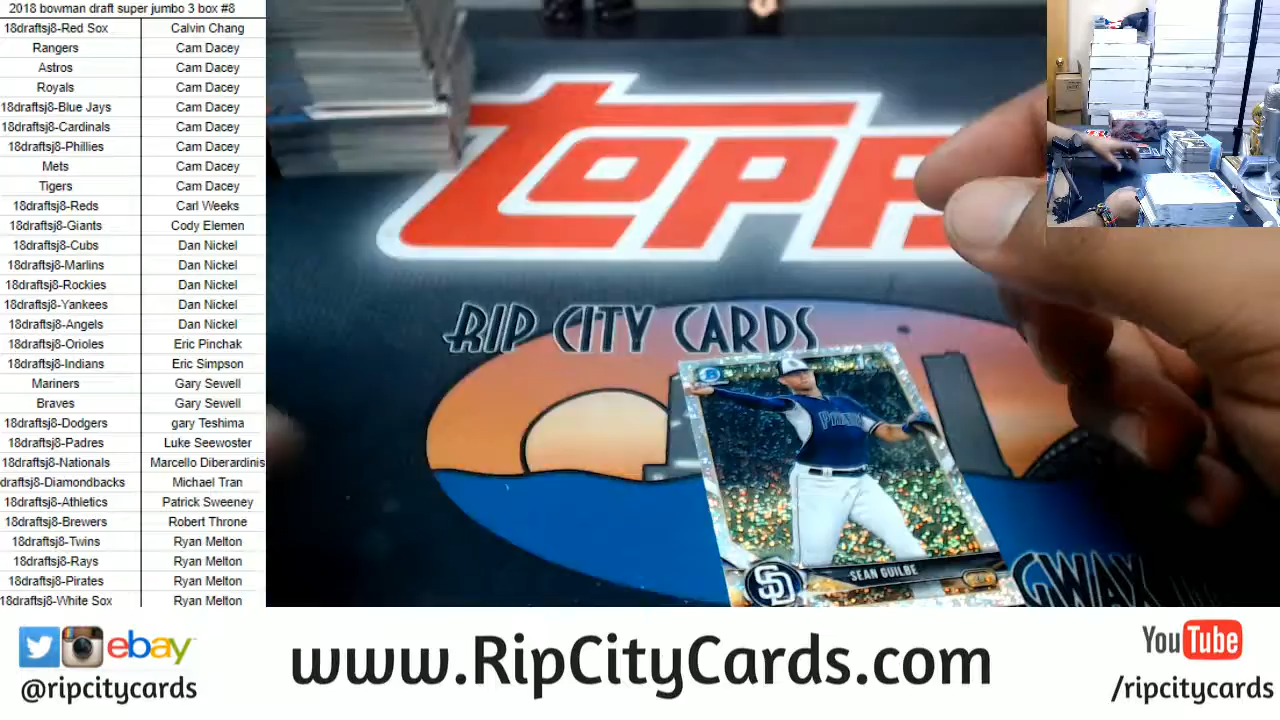 2018 bowman draft super jumbo 3 box #8
18draftsj8-Red Sox Calvin Chang
Rangers Cam Dacey
Astros Cam Dacey
Royals Cam Dacey
18draftsj8-Blue Jays Cam Dacey
18draftsj8-Cardinals Cam Dacey
18draftsj8-Phillies Cam Dacey
Mets Cam Dacey
Tigers Cam Dacey
18draftsj8-Reds Carl Weeks
18draftsj8-Giants Cody Elemen
18draftsj8-Cubs Dan Nickel
18draftsj8-Marlins Dan Nickel
18draftsj8-Rockies Dan Nickel
18draftsj8-Yankees Dan Nickel
18draftsj8-Angels Dan Nickel
18draftsj8-Orioles Eric Pinchak
18draftsj8-Indians Eric Simpson
Mariners Gary Sewell
Braves Gary Sewell
18draftsj8-Dodgers gary Teshima
18draftsj8-Padres Luke Seewoster
18draftsj8-Nationals Marcello Diberardinis
draftsj8-Diamondbacks Michael Tran
18draftsj8-Athletics Patrick Sweeney
18draftsj8-Brewers Robert Throne
18draftsj8-Twins Ryan Melton
18draftsj8-Rays Ryan Melton
18draftsj8-Pirates Ryan Melton
18draftsj8-White Sox Ryan Melton
TOPP
RIP CITY CARDS
B
PADRES
SD
SEAN GUILBE
GWAX
ebay
@ripcitycards
www.RipCityCards.com
YouTube
/ripcitycards